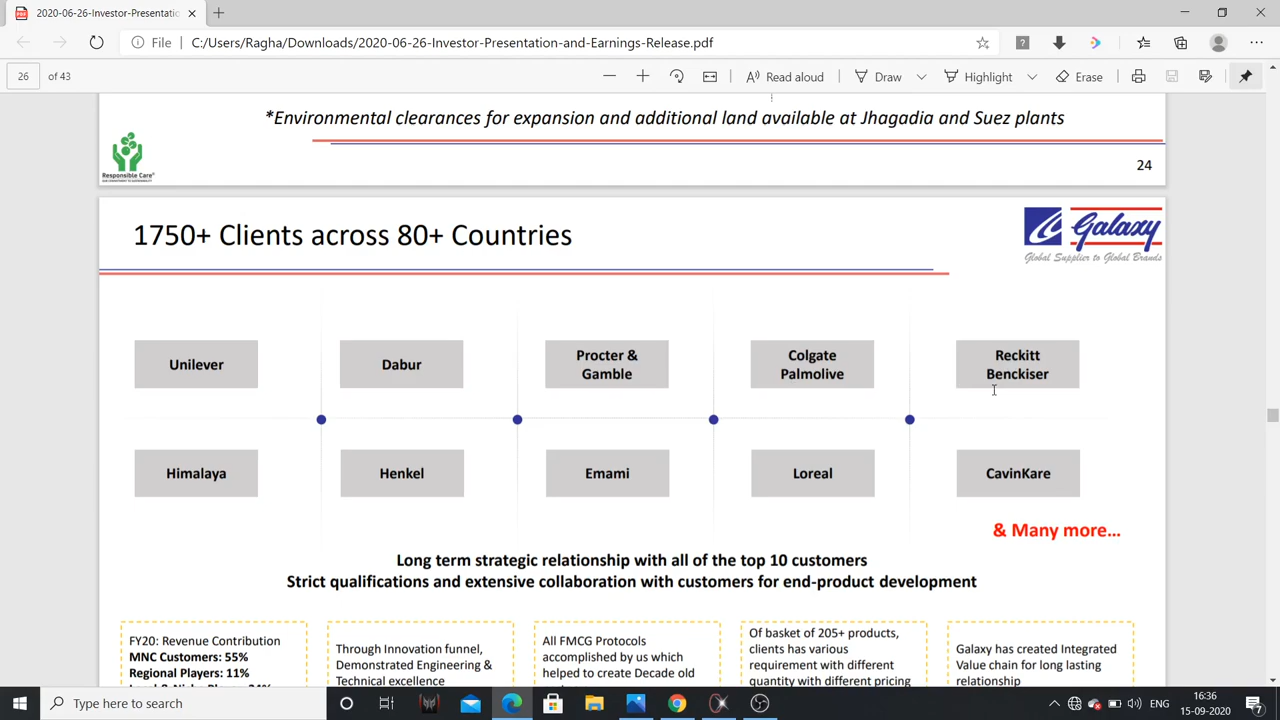 2020-06-26-Investor-Presentatio
File
C:/Users/Ragha/Downloads/2020-06-26-Investor-Presentation-and-Earnings-Release.pdf
26 of 43
Read aloud
Draw
Highlight
Erase
*Environmental clearances for expansion and additional land available at Jhagadia and Suez plants
Responsible Care®
OUR COMMITMENT TO SUSTAINABILITY
24
1750+ Clients across 80+ Countries
Galaxy
Global Supplier to Global Brands
Unilever
Dabur
Procter &
Gamble
Colgate
Palmolive
Reckitt
Benckiser
Himalaya
Henkel
Emami
Loreal
CavinKare
& Many more...
Long term strategic relationship with all of the top 10 customers
Strict qualifications and extensive collaboration with customers for end-product development
FY20: Revenue Contribution
MNC Customers: 55%
Regional Players: 11%
Through Innovation funnel,
Demonstrated Engineering &
Technical excellence
All FMCG Protocols
accomplished by us which
helped to create Decade old
Of basket of 205+ products,
clients has various
requirement with different
quantity with different pricing
Galaxy has created Integrated
Value chain for long lasting
relationship
Type here to search
ENG
16:36
15-09-2020
7